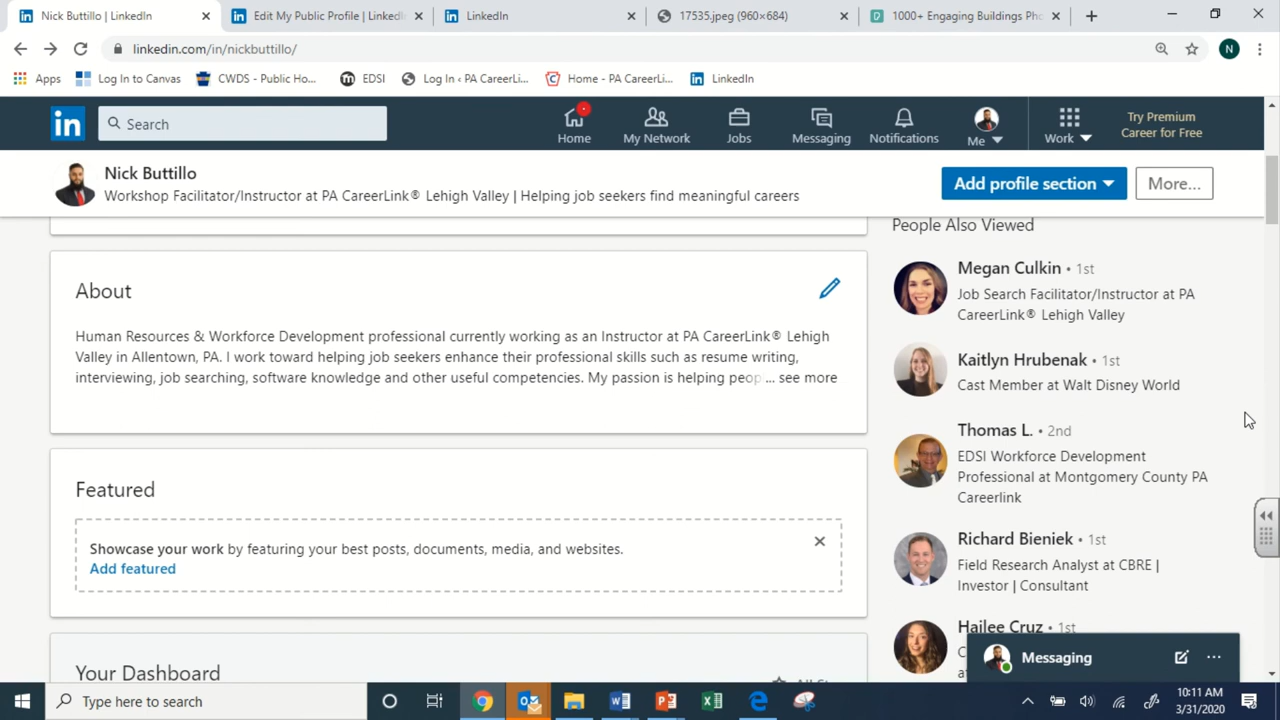 Nick Buttillo | LinkedIn
Edit My Public Profile | LinkedIn
LinkedIn
17535.jpeg (960×684)
1000+ Engaging Buildings Pho
linkedin.com/in/nickbuttillo/
N
Apps
Log In to Canvas
CWDS - Public Ho...
EDSI
Log In ‹ PA CareerLi...
Home - PA CareerLi...
LinkedIn
in
Search
Home
My Network
Jobs
Messaging
Notifications
Me
Work
Try Premium
Career for Free
Nick Buttillo
Workshop Facilitator/Instructor at PA CareerLink® Lehigh Valley | Helping job seekers find meaningful careers
Add profile section
More...
About
Human Resources & Workforce Development professional currently working as an Instructor at PA CareerLink® Lehigh
Valley in Allentown, PA. I work toward helping job seekers enhance their professional skills such as resume writing,
interviewing, job searching, software knowledge and other useful competencies. My passion is helping peop ... see more
Featured
Showcase your work by featuring your best posts, documents, media, and websites.
Add featured
Your Dashboard
People Also Viewed
Megan Culkin • 1st
Job Search Facilitator/Instructor at PA
CareerLink® Lehigh Valley
Kaitlyn Hrubenak • 1st
Cast Member at Walt Disney World
Thomas L. • 2nd
EDSI Workforce Development
Professional at Montgomery County PA
Careerlink
Richard Bieniek • 1st
Field Research Analyst at CBRE |
Investor | Consultant
Hailee Cruz • 1st
Messaging
Type here to search
10:11 AM
3/31/2020